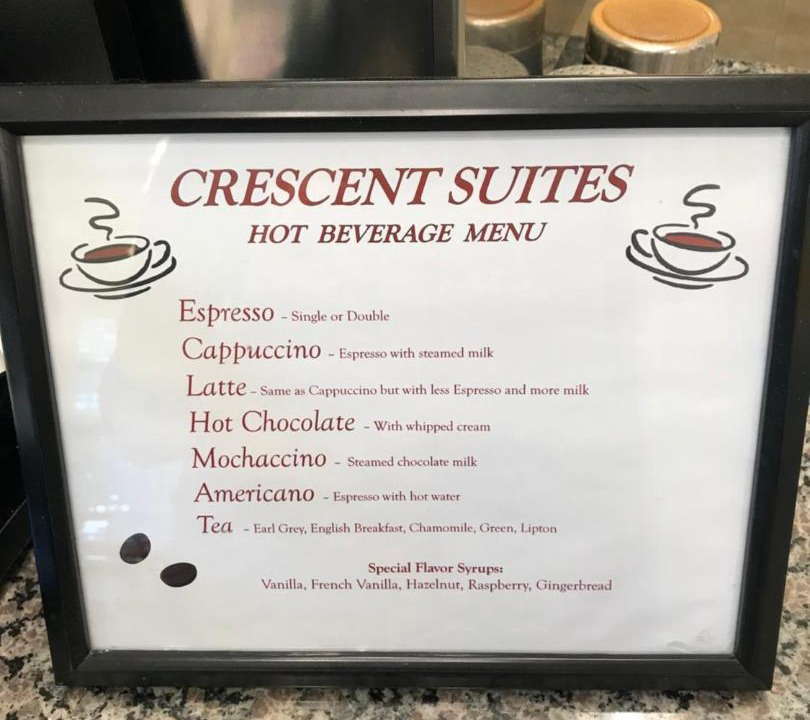 CRESCENT SUITES
HOT BEVERAGE MENU
Espresso - Single or Double
Cappuccino - Espresso with steamed milk
Latte - Same as Cappuccino but with less Espresso and more milk
Hot Chocolate - With whipped cream
Mochaccino - Steamed chocolate milk
Americano - Espresso with hot water
Tea - Earl Grey, English Breakfast, Chamomile, Green, Lipton
Special Flavor Syrups:
Vanilla, French Vanilla, Hazelnut, Raspberry, Gingerbread